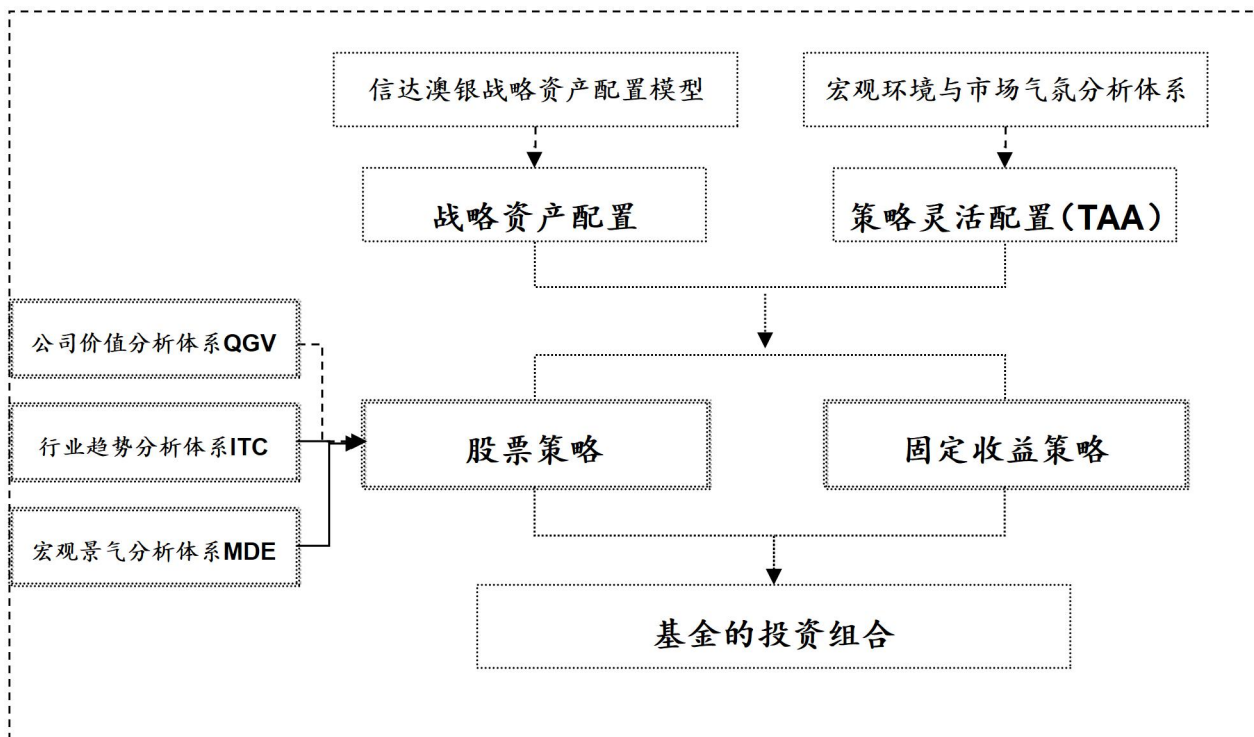 信达澳银战略资产配置模型
宏观环境与市场气氛分析体系
战略资产配置
策略灵活配置（TAA）
公司价值分析体系QGV
行业趋势分析体系ITC
宏观景气分析体系MDE
股票策略
固定收益策略
基金的投资组合